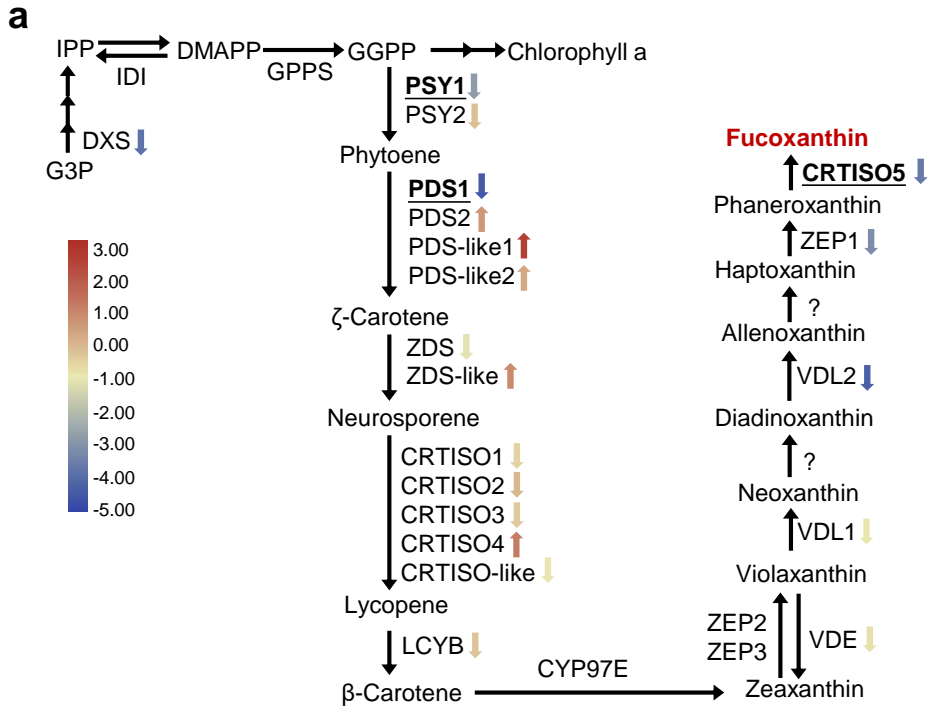 a
IPP
DMAPP
GGPP
Chlorophyll a
IDI
GPPS
DXS
G3P
PSY1
PSY2
Phytoene
PDS1
PDS2
PDS-like1
PDS-like2
ζ-Carotene
ZDS
ZDS-like
Neurosporene
CRTISO1
CRTISO2
CRTISO3
CRTISO4
CRTISO-like
Lycopene
LCYB
β-Carotene
CYP97E
Zeaxanthin
ZEP2
ZEP3
VDE
Violaxanthin
VDL1
Neoxanthin
?
Diadinoxanthin
VDL2
Allenoxanthin
?
Haptoxanthin
ZEP1
Phaneroxanthin
CRTISO5
Fucoxanthin
3.00
2.00
1.00
0.00
-1.00
-2.00
-3.00
-4.00
-5.00